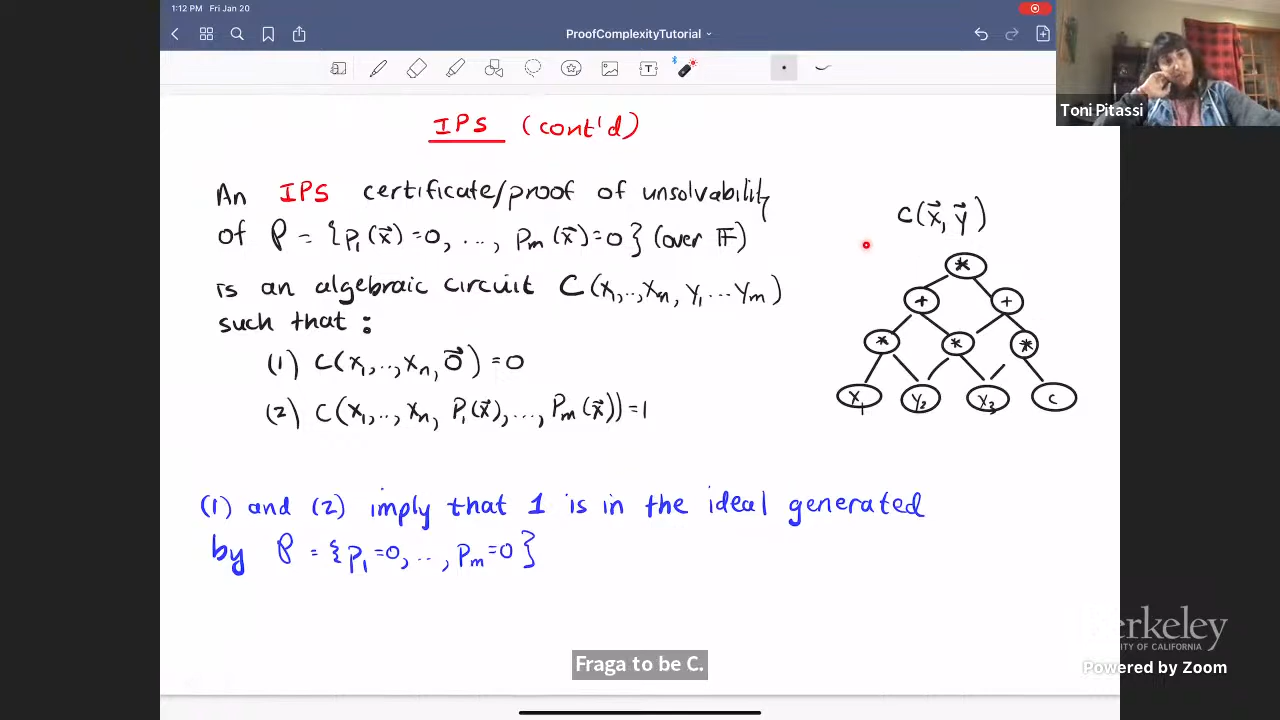 1:12 PM Fri Jan 20
ProofComplexityTutorial
Toni Pitassi
IPS (cont'd)
An IPS certificate/proof of unsolvability
of P = {p₁(x⃗)=0, ..., pₘ(x⃗)=0} (over 𝔽)
is an algebraic circuit C(x₁,..,xₙ, y₁...yₘ)
such that:
(1) C(x₁,..,xₙ, 0⃗) = 0
(2) C(x₁,..,xₙ, P₁(x⃗),...,Pₘ(x⃗)) = 1
C(x⃗, y⃗)
*
+ +
* * *
x₁ y₂ c
(1) and (2) imply that 1 is in the ideal generated
by P = {p₁=0, ..., pₘ=0}
Fraga to be C.
Berkeley
UNIVERSITY OF CALIFORNIA
Powered by Zoom